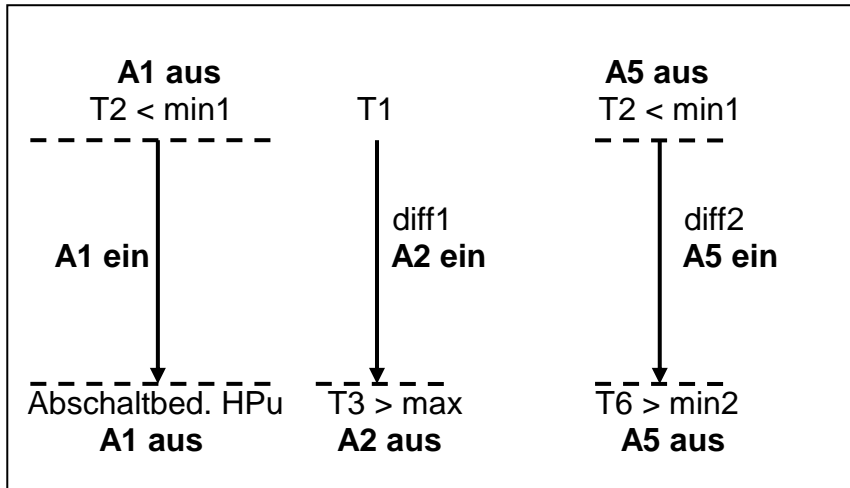 A1 aus
T2 < min1
A1 ein
Abschaltbed. HPu
A1 aus
T1
diff1
A2 ein
T3 > max
A2 aus
A5 aus
T2 < min1
diff2
A5 ein
T6 > min2
A5 aus